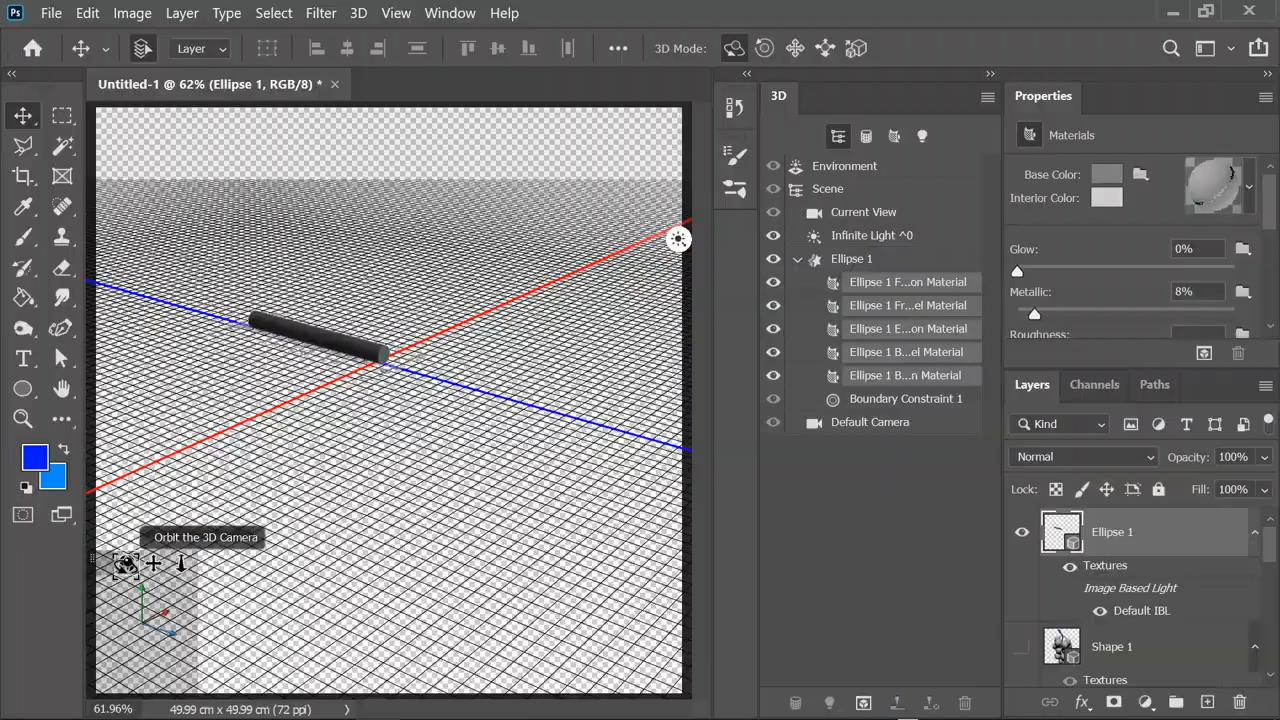 Ps File Edit Image Layer Type Select Filter 3D View Window Help
Layer 3D Mode:
Untitled-1 @ 62% (Ellipse 1, RGB/8) *
3D
Environment
Scene
Current View
Infinite Light ^0
Ellipse 1
Ellipse 1 F...on Material
Ellipse 1 Fr...el Material
Ellipse 1 E...on Material
Ellipse 1 B...el Material
Ellipse 1 B...n Material
Boundary Constraint 1
Default Camera
Properties
Materials
Base Color:
Interior Color:
Glow: 0%
Metallic: 8%
Roughness:
Layers Channels Paths
Kind
Normal Opacity: 100%
Lock: Fill: 100%
Ellipse 1
Textures
Image Based Light
Default IBL
Shape 1
Textures
Orbit the 3D Camera
61.96% 49.99 cm x 49.99 cm (72 ppi)